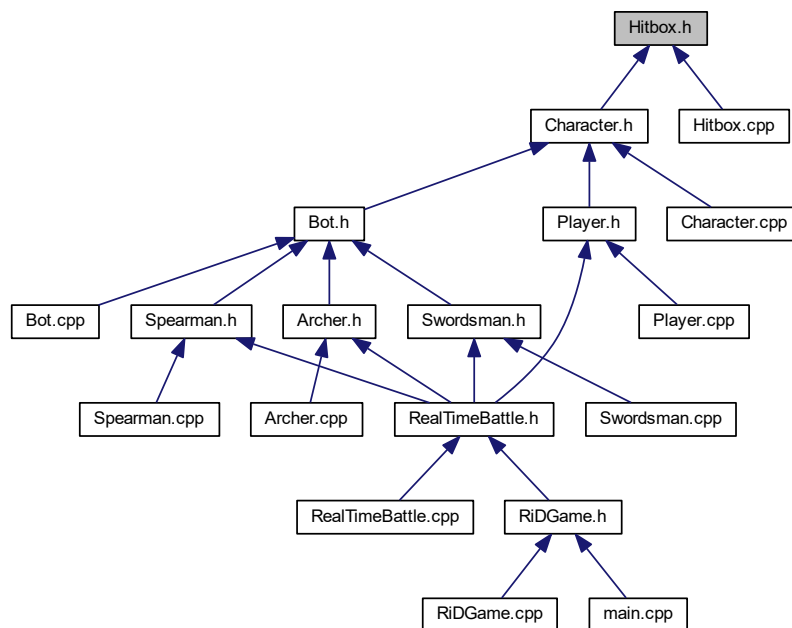 Hitbox.h
Character.h
Hitbox.cpp
Bot.h
Player.h
Character.cpp
Bot.cpp
Spearman.h
Archer.h
Swordsman.h
Player.cpp
Spearman.cpp
Archer.cpp
RealTimeBattle.h
Swordsman.cpp
RealTimeBattle.cpp
RiDGame.h
RiDGame.cpp
main.cpp